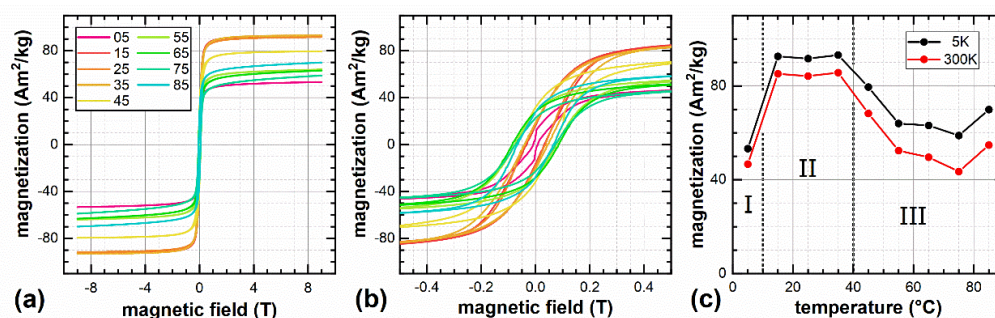 magnetization (Am²/kg)
80
40
0
-40
-80
05 55
15 65
25 75
35 85
45
-8 -4 0 4 8
(a) magnetic field (T)
magnetization (Am²/kg)
80
40
0
-40
-80
-0.4 -0.2 0.0 0.2 0.4
(b) magnetic field (T)
magnetization (Am²/kg)
80
40
0
5K
300K
I
II
III
0 20 40 60 80
(c) temperature (°C)